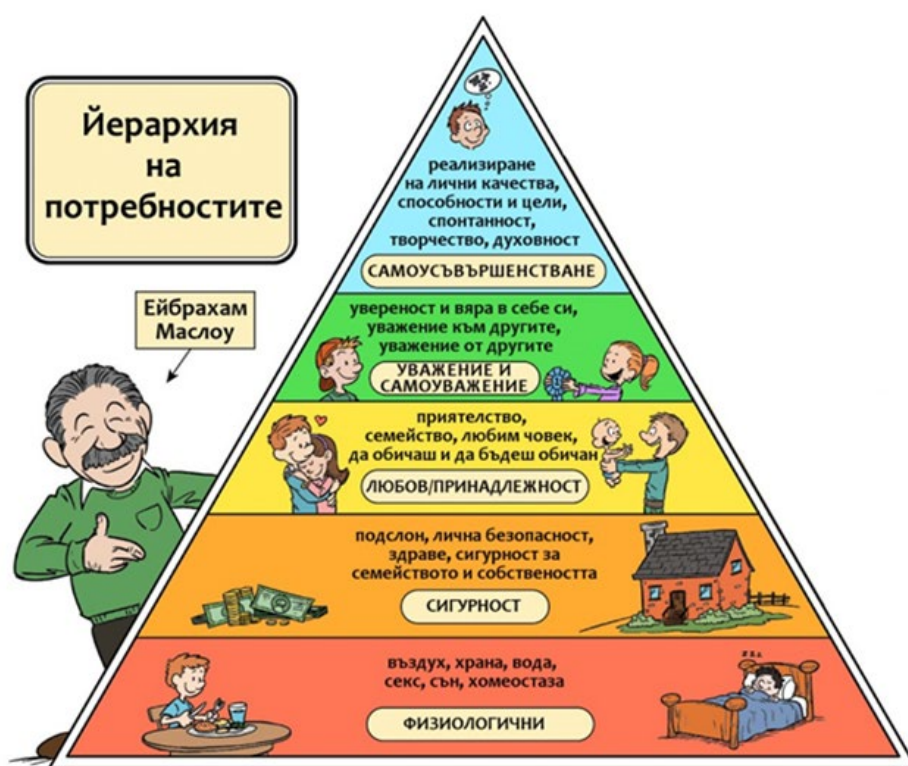 Йерархия
на
потребностите
Ейбрахам
Маслоу
реализиране
на лични качества,
способности и цели,
спонтанност,
творчество, духовност
САМОУСЪВЪРШЕНСТВАНЕ
увереност и вяра в себе си,
уважение към другите,
уважение от другите
УВАЖЕНИЕ И
САМОУВАЖЕНИЕ
приятелство,
семейство, любим човек,
да обичаш и да бъдеш обичан
ЛЮБОВ/ПРИНАДЛЕЖНОСТ
подслон, лична безопасност,
здраве, сигурност за
семейството и собствеността
СИГУРНОСТ
въздух, храна, вода,
секс, сън, хомеостаза
ФИЗИОЛОГИЧНИ